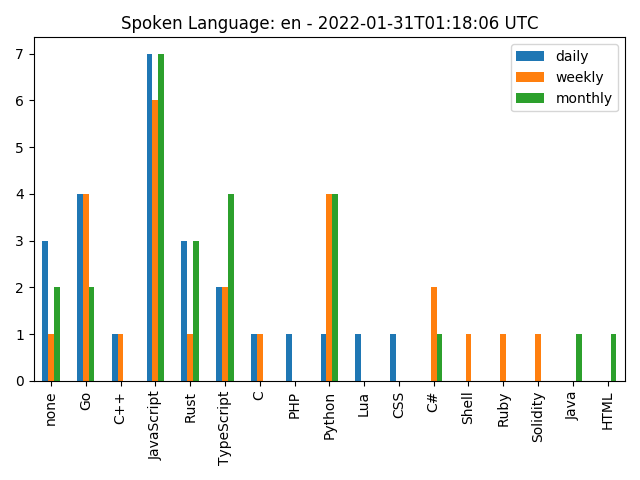 Spoken Language: en - 2022-01-31T01:18:06 UTC
daily
weekly
monthly
7
6
5
4
3
2
1
0
none
Go
C++
JavaScript
Rust
TypeScript
C
PHP
Python
Lua
CSS
C#
Shell
Ruby
Solidity
Java
HTML